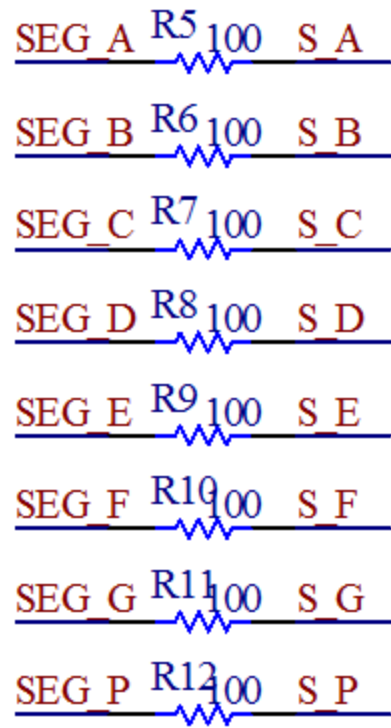 SEG_A R5 100 S_A
SEG_B R6 100 S_B
SEG_C R7 100 S_C
SEG_D R8 100 S_D
SEG_E R9 100 S_E
SEG_F R10 100 S_F
SEG_G R11 100 S_G
SEG_P R12 100 S_P